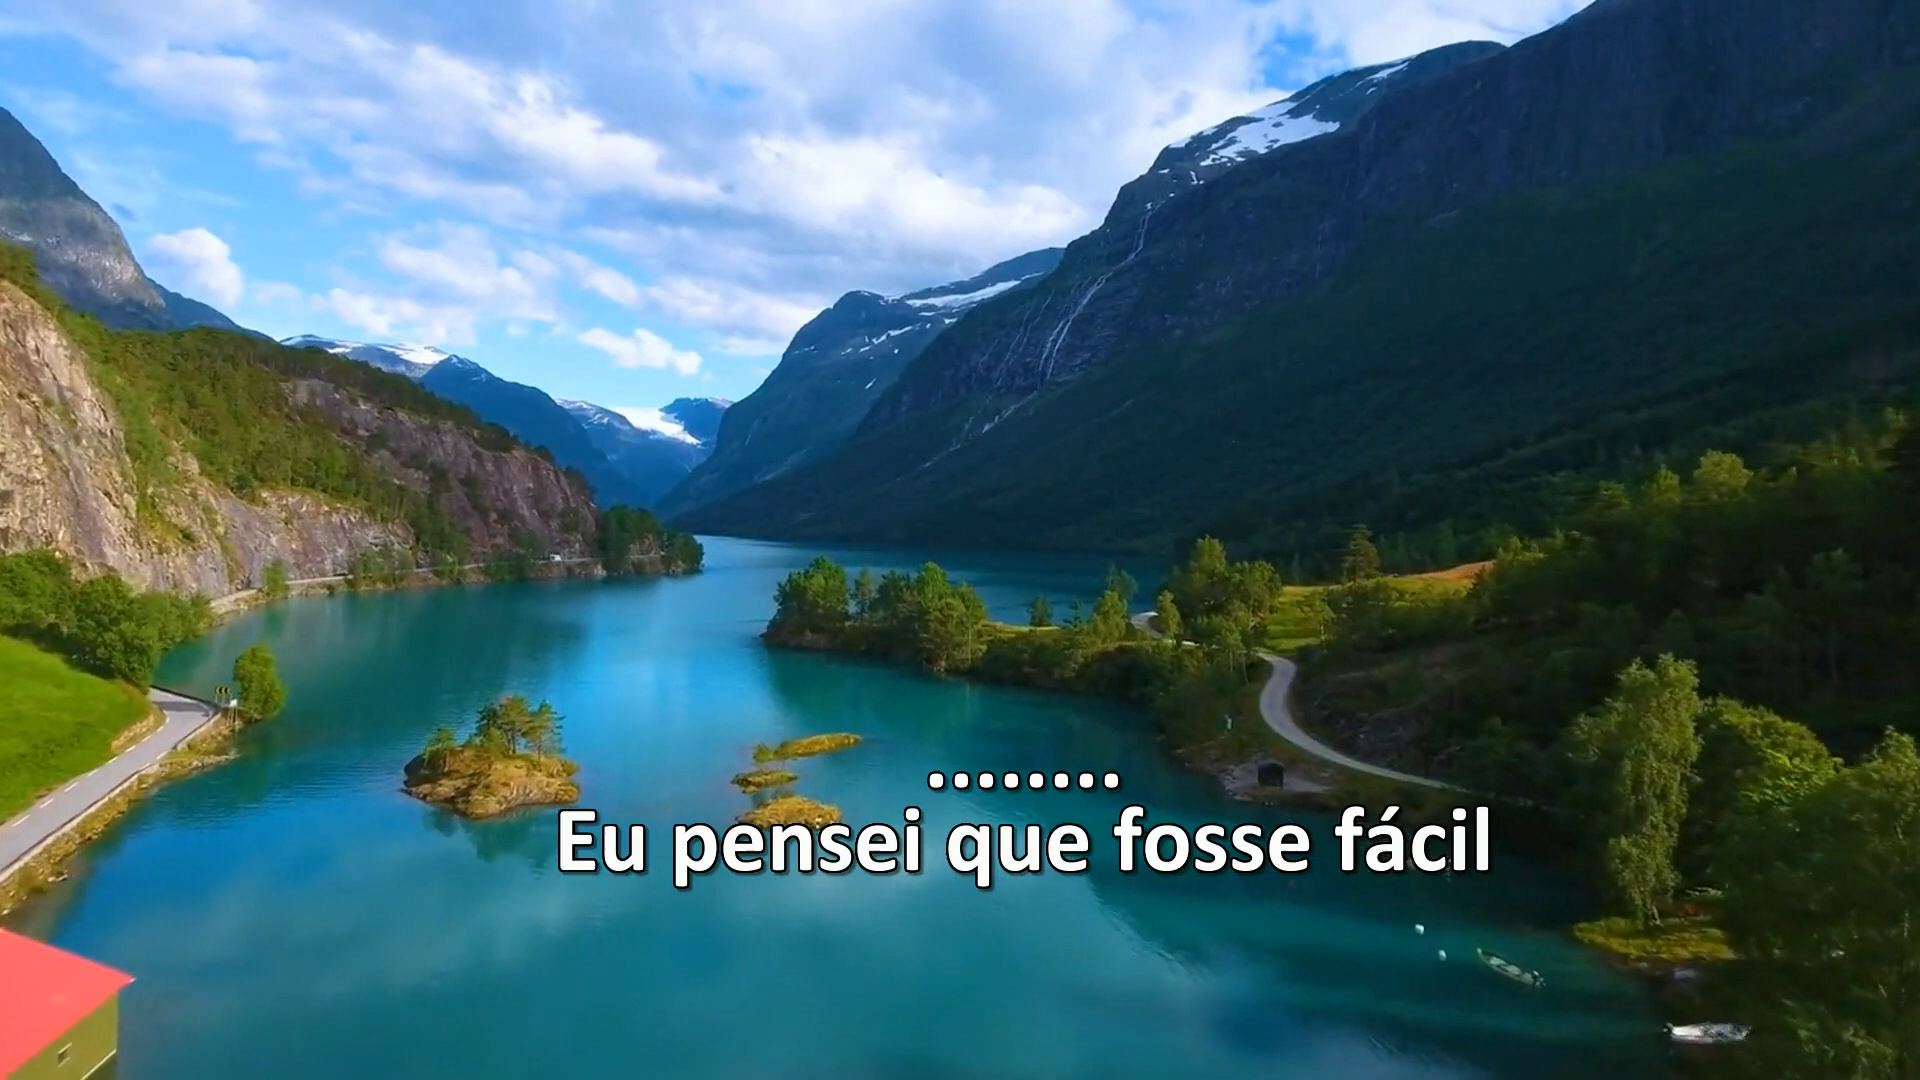 ........
Eu pensei que fosse fácil